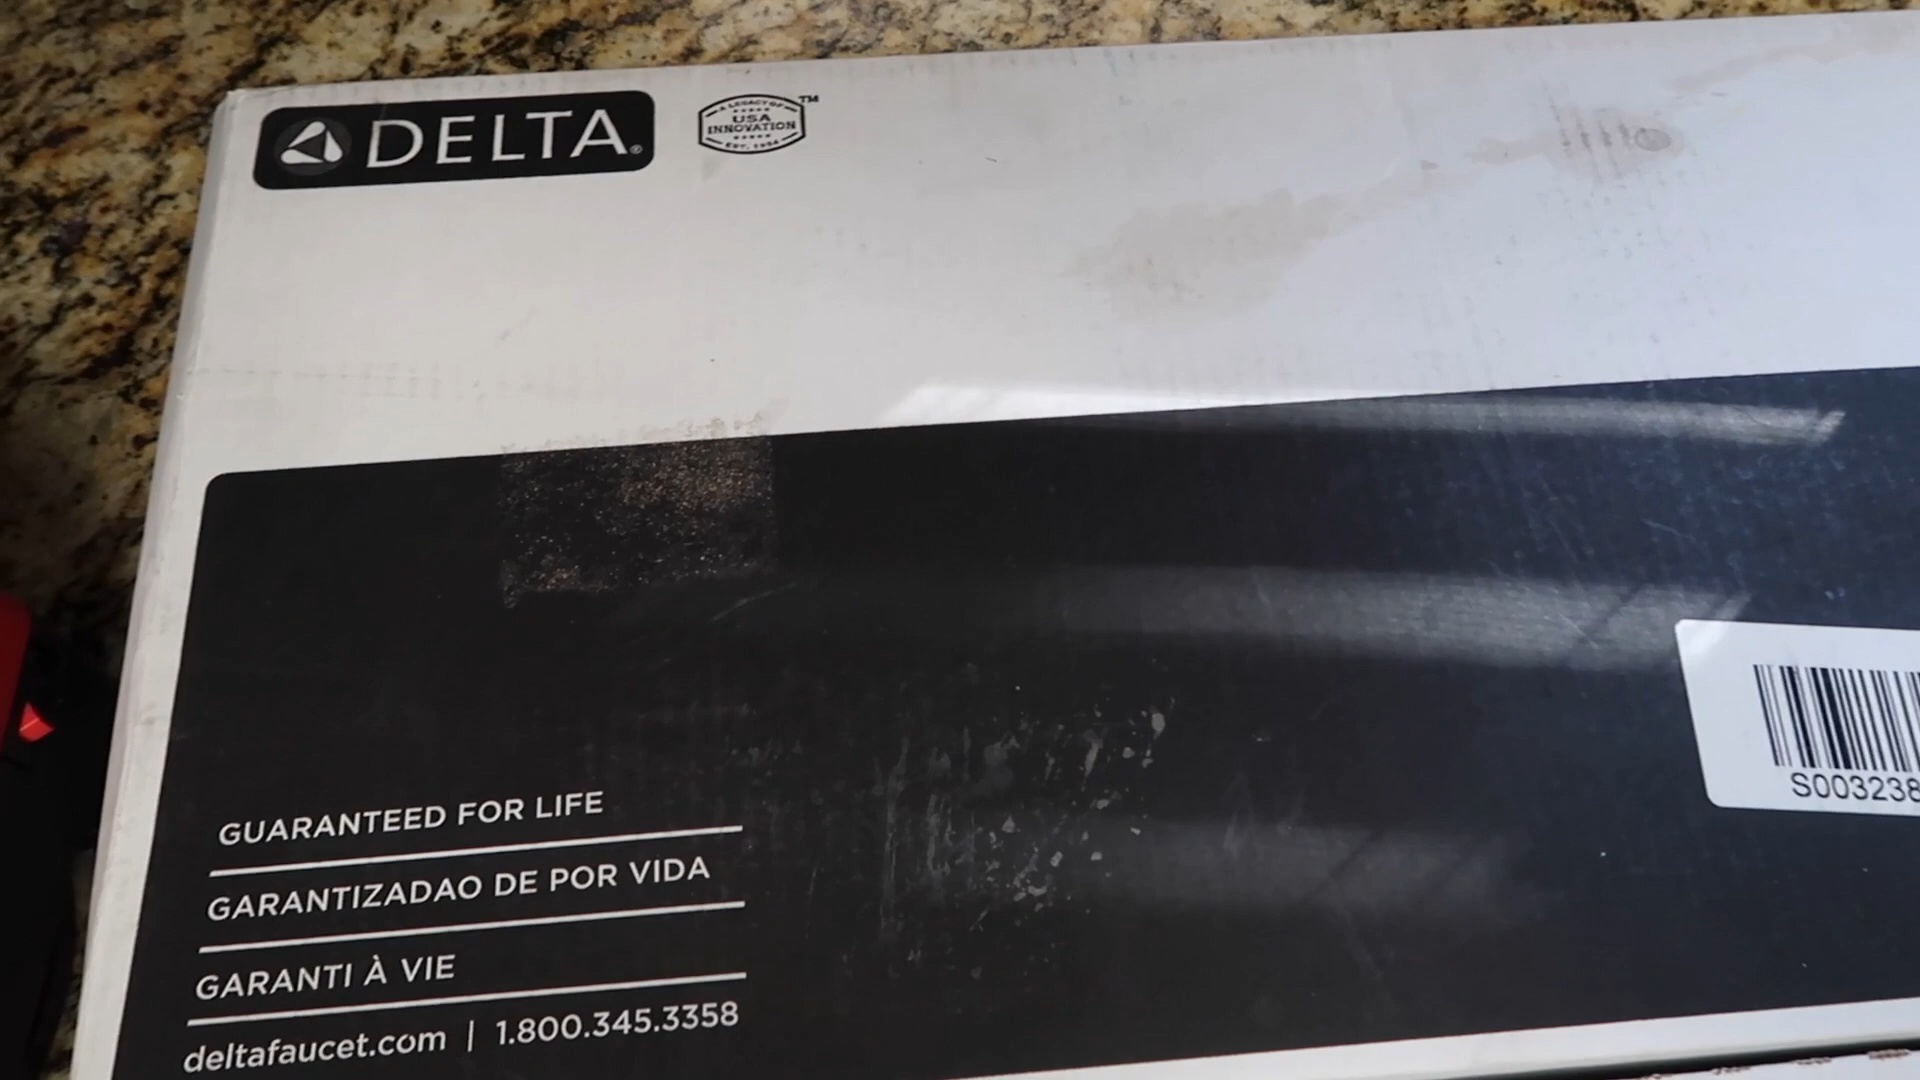 DELTA®
A LEGACY OF
USA
INNOVATION™
EST. 1954
GUARANTEED FOR LIFE
GARANTIZADAO DE POR VIDA
GARANTI À VIE
deltafaucet.com | 1.800.345.3358
S003238